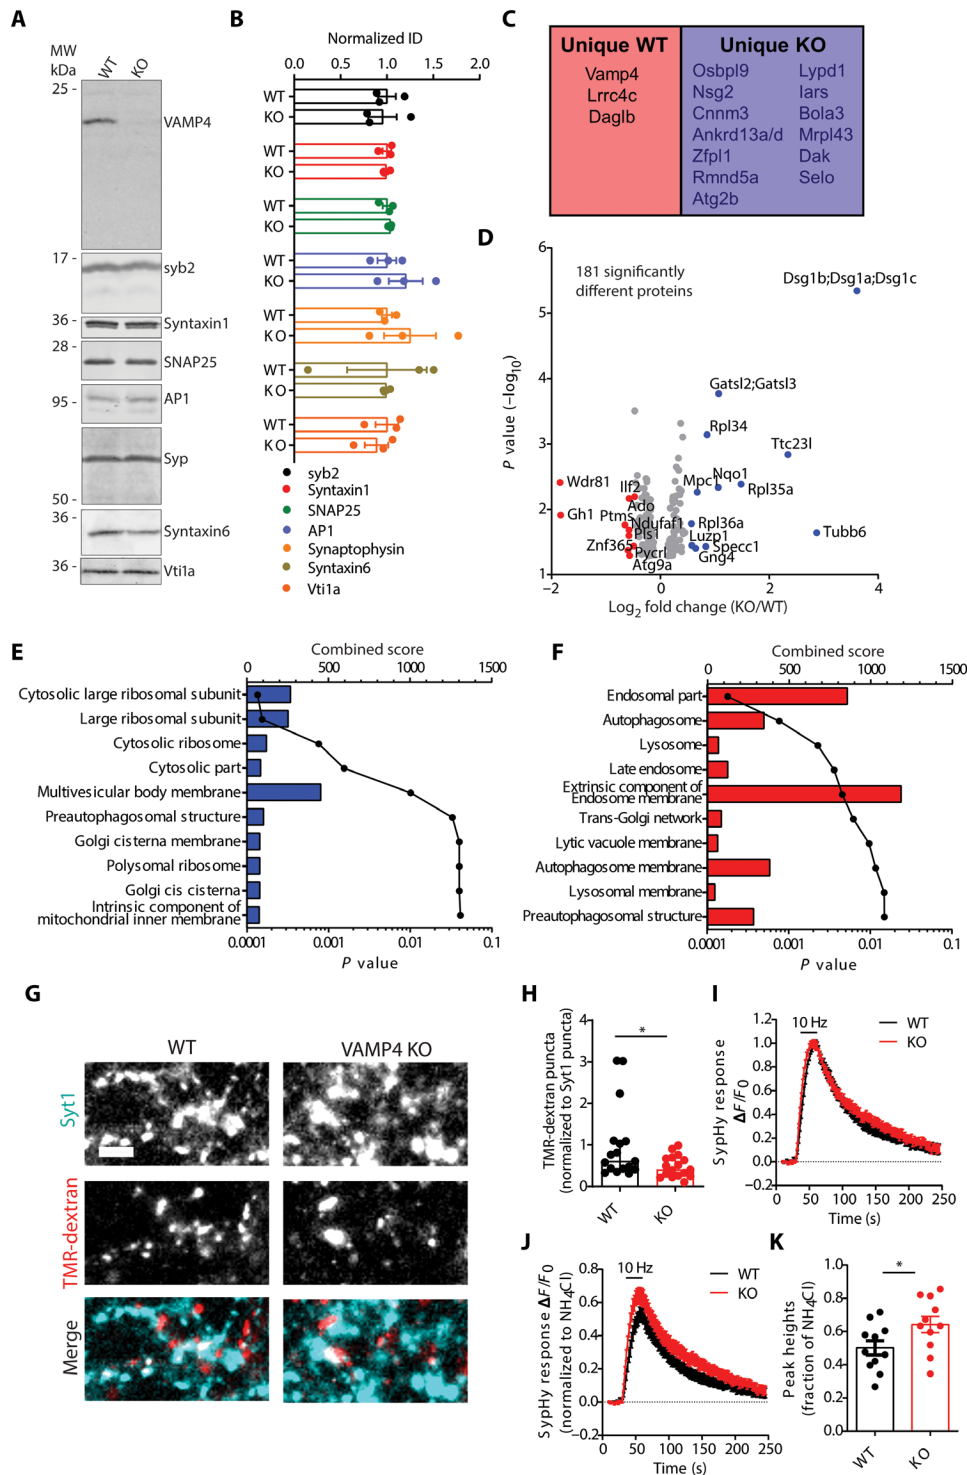 A
MW
kDa
WT
KO
25 -
VAMP4
17 -
syb2
36 -
Syntaxin1
28 -
SNAP25
95 -
AP1
Syp
50 -
36 -
Syntaxin6
36 -
Vti1a
B
Normalized ID
0.0 0.5 1.0 1.5 2.0
WT
KO
WT
KO
WT
KO
WT
KO
WT
KO
WT
KO
WT
KO
syb2
Syntaxin1
SNAP25
AP1
Synaptophysin
Syntaxin6
Vti1a
C
Unique WT
Vamp4
Lrrc4c
Daglb
Unique KO
Osbpl9 Lypd1
Nsg2 Iars
Cnnm3 Bola3
Ankrd13a/d Mrpl43
Zfpl1 Dak
Rmnd5a Selo
Atg2b
D
181 significantly
different proteins
P value (−log10)
6
5
4
3
2
1
Dsg1b;Dsg1a;Dsg1c
Gatsl2;Gatsl3
Rpl34
Ttc23l
Mpc1
Nqo1
Rpl35a
Wdr81
Ilf2
Ado
Gh1
Ptms
Ndufaf1
Rpl36a
Pls1
Luzp1
Tubb6
Znf365
Pycrl
Specc1
Atg9a
Gng4
−2 0 2 4
Log2 fold change (KO/WT)
E
Combined score
0 500 1000 1500
Cytosolic large ribosomal subunit
Large ribosomal subunit
Cytosolic ribosome
Cytosolic part
Multivesicular body membrane
Preautophagosomal structure
Golgi cisterna membrane
Polysomal ribosome
Golgi cis cisterna
Intrinsic component of
mitochondrial inner membrane
0.0001 0.001 0.01 0.1
P value
F
Combined score
0 500 1000 1500
Endosomal part
Autophagosome
Lysosome
Late endosome
Extrinsic component of
Endosome membrane
Trans-Golgi network
Lytic vacuole membrane
Autophagosome membrane
Lysosomal membrane
Preautophagosomal structure
0.0001 0.001 0.01 0.1
P value
G
WT
VAMP4 KO
Syt1
TMR-dextran
Merge
H
TMR-dextran puncta
(normalized to Syt1 puncta)
4
3
2
1
0
*
WT
KO
I
SypHy response
ΔF/F0
1.2
1.0
0.8
0.6
0.4
0.2
0.0
−0.2
10 Hz
WT
KO
0 50 100 150 200 250
Time (s)
J
SypHy response ΔF/F0
(normalized to NH4Cl)
0.8
0.6
0.4
0.2
0.0
−0.2
10 Hz
WT
KO
0 50 100 150 200 250
Time (s)
K
Peak heights
(fraction of NH4Cl)
1.0
0.8
0.6
0.4
0.2
0.0
*
WT
KO